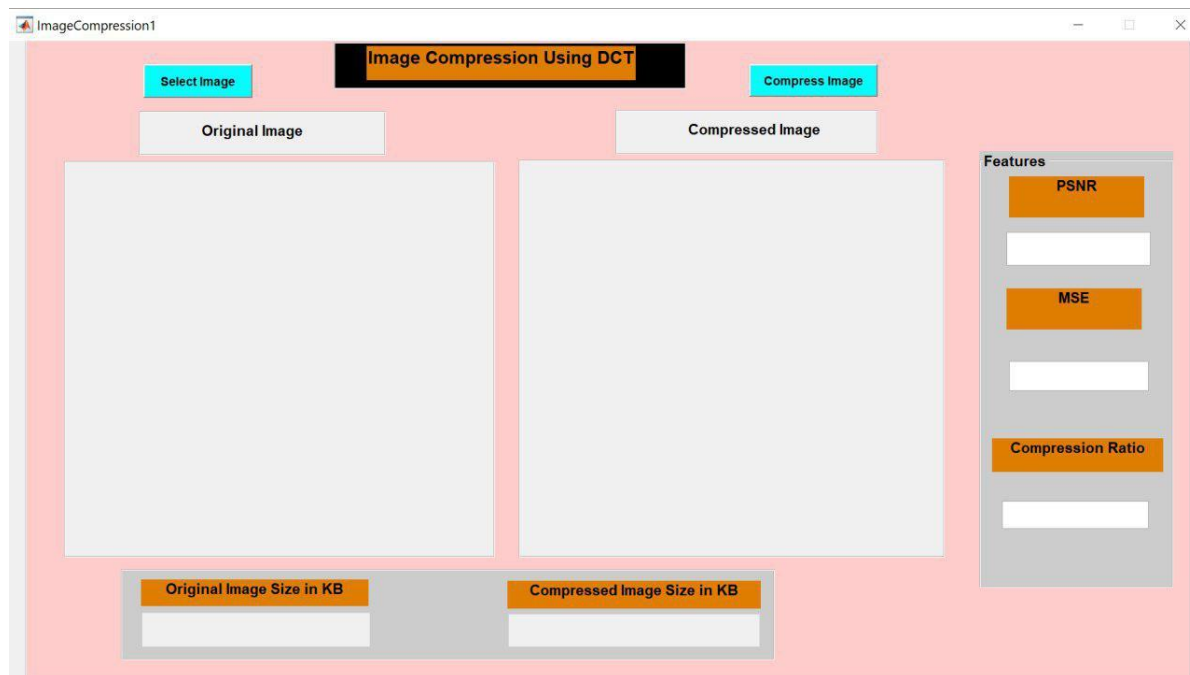 ImageCompression1
Image Compression Using DCT
Select Image
Compress Image
Original Image
Compressed Image
Features
PSNR
MSE
Compression Ratio
Original Image Size in KB
Compressed Image Size in KB